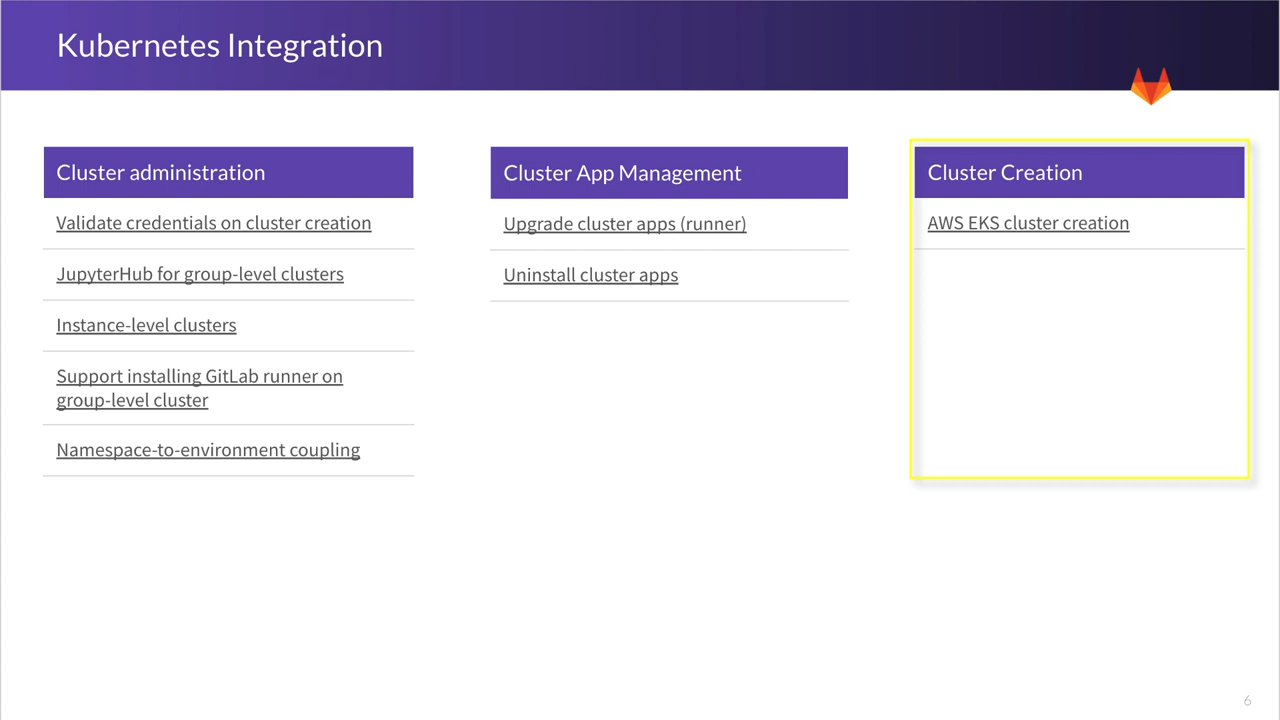 Kubernetes Integration
Cluster administration
Validate credentials on cluster creation
JupyterHub for group-level clusters
Instance-level clusters
Support installing GitLab runner on
group-level cluster
Namespace-to-environment coupling
Cluster App Management
Upgrade cluster apps (runner)
Uninstall cluster apps
Cluster Creation
AWS EKS cluster creation
6